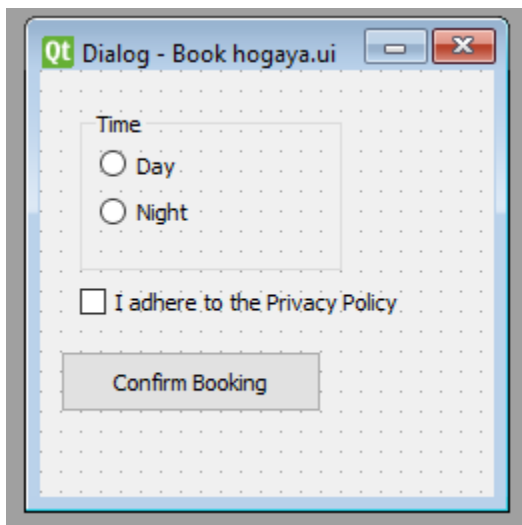 Qt Dialog - Book hogaya.ui
Time
Day
Night
I adhere to the Privacy Policy
Confirm Booking